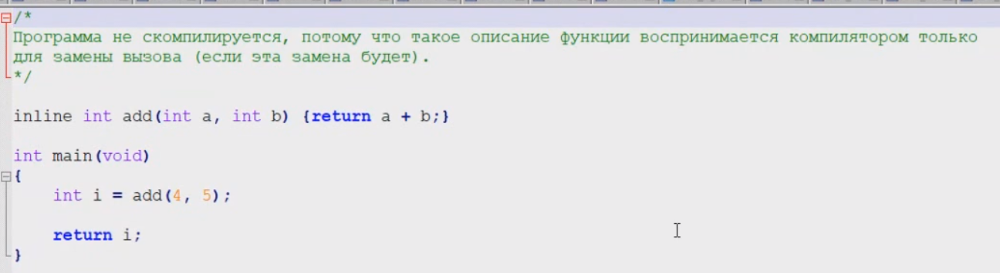 /*
Программа не скомпилируется, потому что такое описание функции воспринимается компилятором только
для замены вызова (если эта замена будет).
*/
inline int add(int a, int b) {return a + b;}
int main(void)
{
int i = add(4, 5);
return i;
}